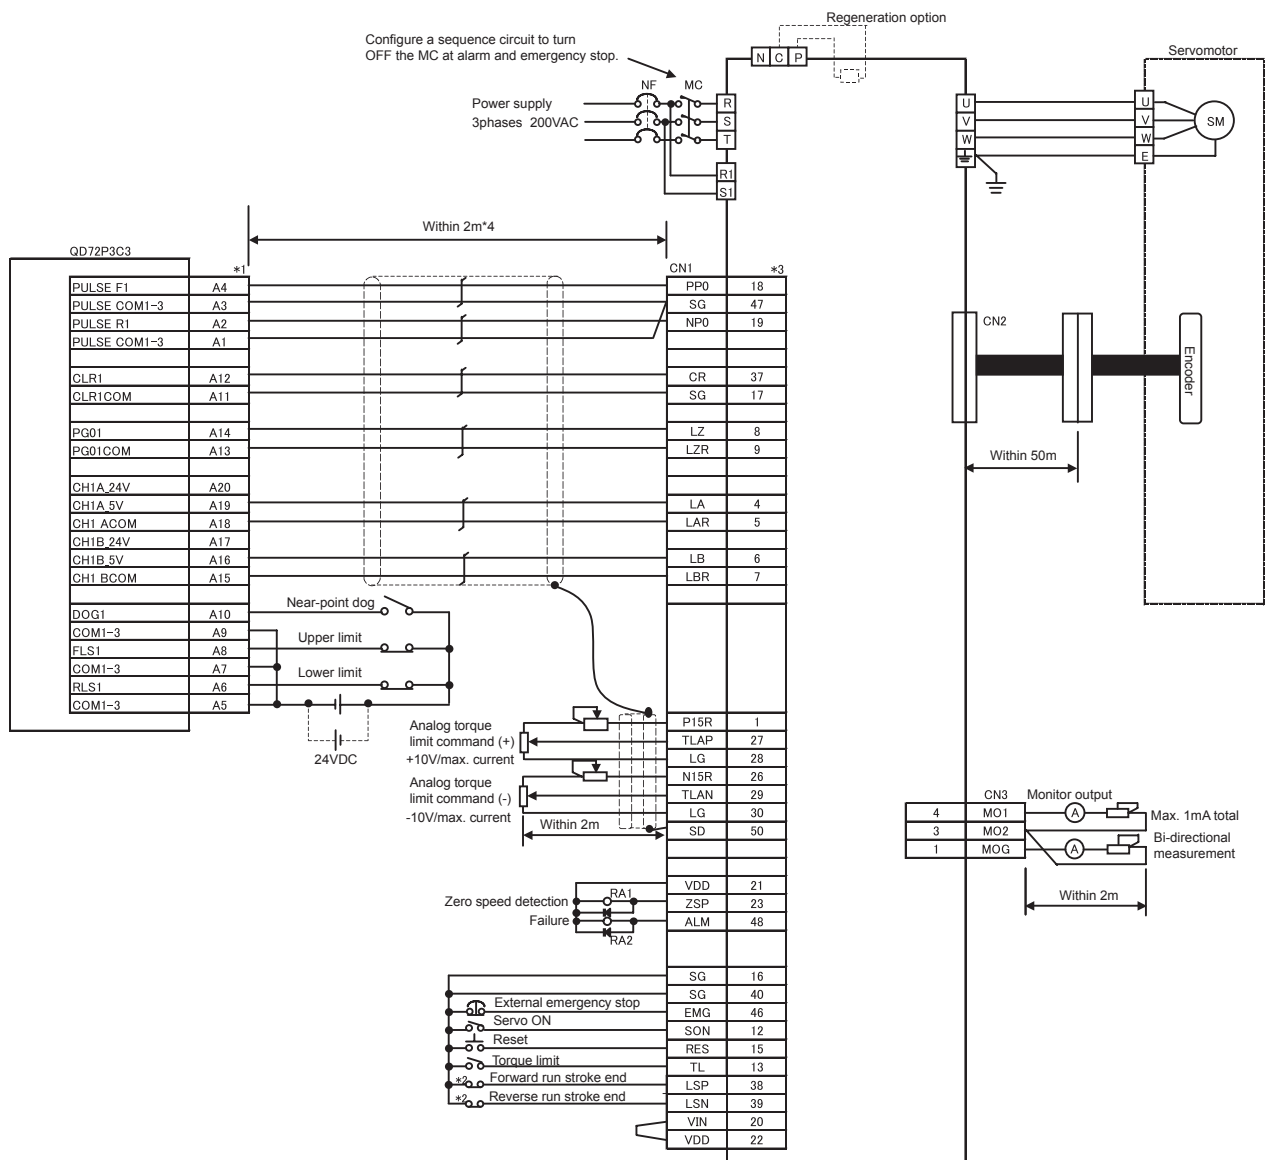 Regeneration option
Configure a sequence circuit to turn
OFF the MC at alarm and emergency stop.
Servomotor
N C P
NF MC
Power supply
3phases 200VAC
R
S
T
R1
S1
U
V
W
U
V
W
E
SM
Within 2m*4
QD72P3C3
*1
CN1 *3
PULSE F1 A4 PP0 18
PULSE COM1-3 A3 SG 47
PULSE R1 A2 NP0 19
PULSE COM1-3 A1
CLR1 A12 CR 37
CLR1COM A11 SG 17
PG01 A14 LZ 8
PG01COM A13 LZR 9
CH1A_24V A20
CH1A_5V A19 LA 4
CH1 ACOM A18 LAR 5
CH1B_24V A17
CH1B_5V A16 LB 6
CH1 BCOM A15 LBR 7
DOG1 A10 Near-point dog
COM1-3 A9
FLS1 A8 Upper limit
COM1-3 A7
RLS1 A6 Lower limit
COM1-3 A5
24VDC
CN2
Encoder
Within 50m
Analog torque
limit command (+)
+10V/max. current
Analog torque
limit command (-)
-10V/max. current
Within 2m
P15R 1
TLAP 27
LG 28
N15R 26
TLAN 29
LG 30
SD 50
CN3 Monitor output
4 MO1 A Max. 1mA total
3 MO2
1 MOG A Bi-directional
measurement
Within 2m
VDD 21
Zero speed detection RA1 ZSP 23
Failure ALM 48
RA2
SG 16
SG 40
External emergency stop EMG 46
Servo ON SON 12
Reset RES 15
Torque limit TL 13
*2 Forward run stroke end LSP 38
*2 Reverse run stroke end LSN 39
VIN 20
VDD 22